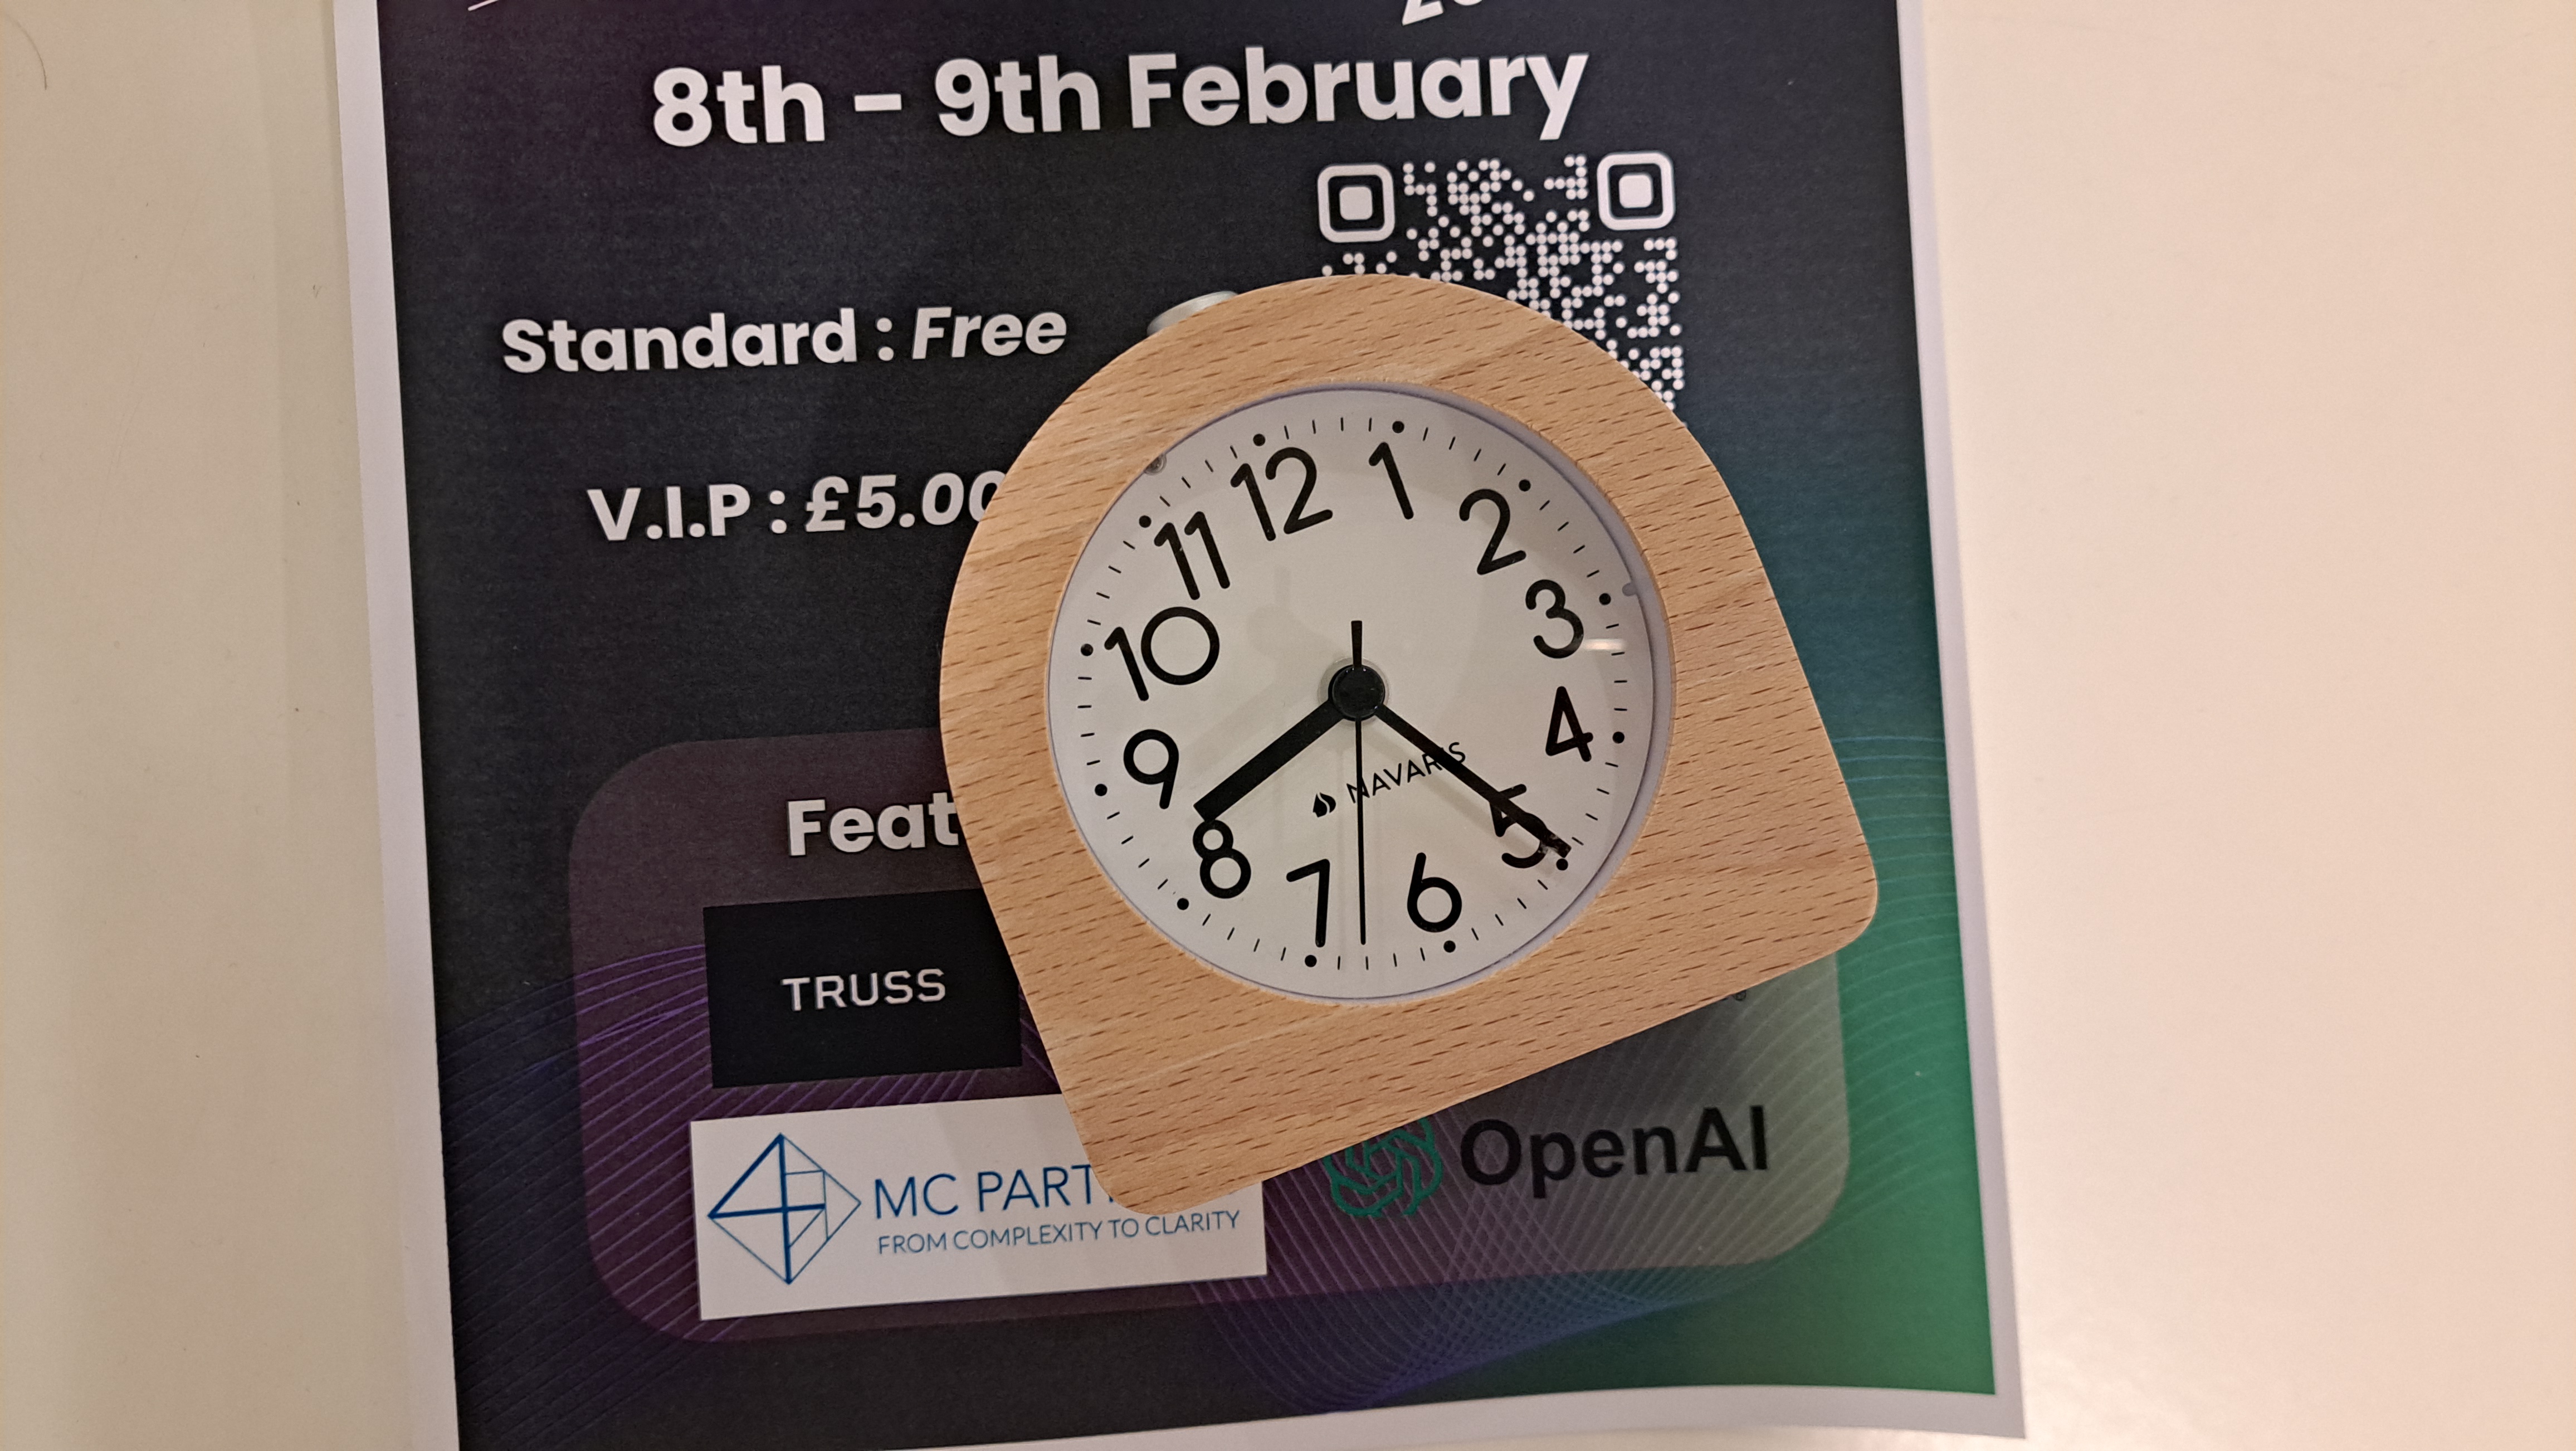 8th - 9th February
Standard : Free
V.I.P : £5.00
Feat
TRUSS
MC PART
FROM COMPLEXITY TO CLARITY
OpenAI
12
1
2
3
4
5
6
7
8
9
10
11
NAVARIS